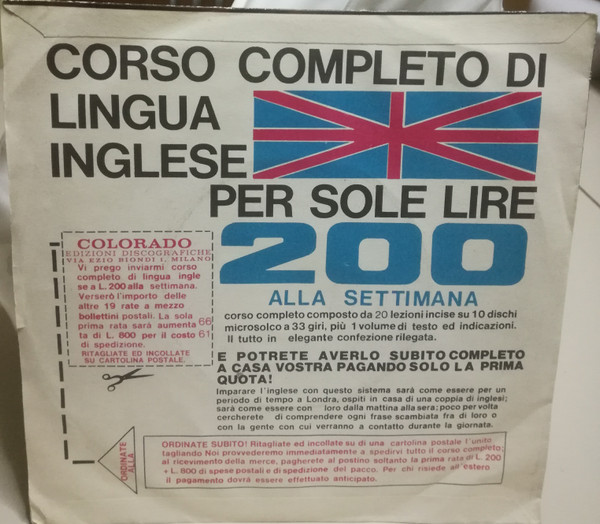 CORSO COMPLETO DI
LINGUA
INGLESE
PER SOLE LIRE
200
ALLA SETTIMANA
corso completo composto da 20 lezioni incise su 10 dischi
microsolco a 33 giri, più 1 volume di testo ed indicazioni.
Il tutto in elegante confezione rilegata.
E POTRETE AVERLO SUBITO COMPLETO
A CASA VOSTRA PAGANDO SOLO LA PRIMA
QUOTA!
Imparare l'inglese con questo sistema sarà come essere per un
periodo di tempo a Londra, ospiti in casa di una coppia di inglesi;
sarà come essere con loro dalla mattina alla sera; poco per volta
cercherete di comprendere ogni frase scambiata fra di loro o
con la gente con cui verranno a contatto durante la giornata.
COLORADO
EDIZIONI DISCOGRAFICHE
VIA EZIO BIONDI 1, MILANO
Vi prego inviarmi corso
completo di lingua ingle
se a L. 200 alla settimana.
Verserò l'importo delle
altre 19 rate a mezzo
bollettini postali. La sola
prima rata sarà aumenta 66
ta di L. 800 per il costo 61
di spedizione.
RITAGLIATE ED INCOLLATE
SU CARTOLINA POSTALE.
ORDINATE
ALLA
ORDINATE SUBITO! Ritagliate ed incollate su di una cartolina postale l'unito
tagliando Noi provvederemo immediatamente a spedirvi tutto il corso completo;
al ricevimento della merce, pagherete al postino soltanto la prima rata di L. 200
+ L. 800 di spese postali e di spedizione del pacco. Per chi risiede all'estero
il pagamento dovrà essere effettuato anticipato.